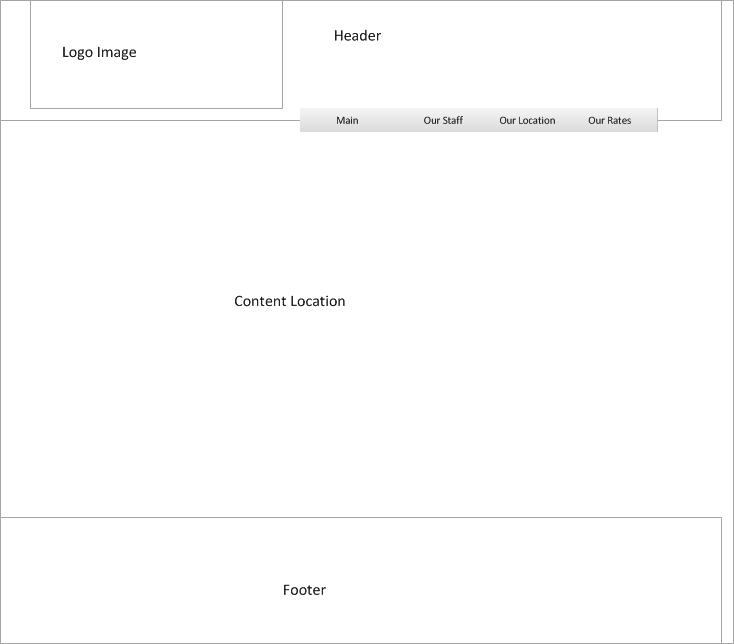 Header
Logo Image
Main Our Staff Our Location Our Rates
Content Location
Footer